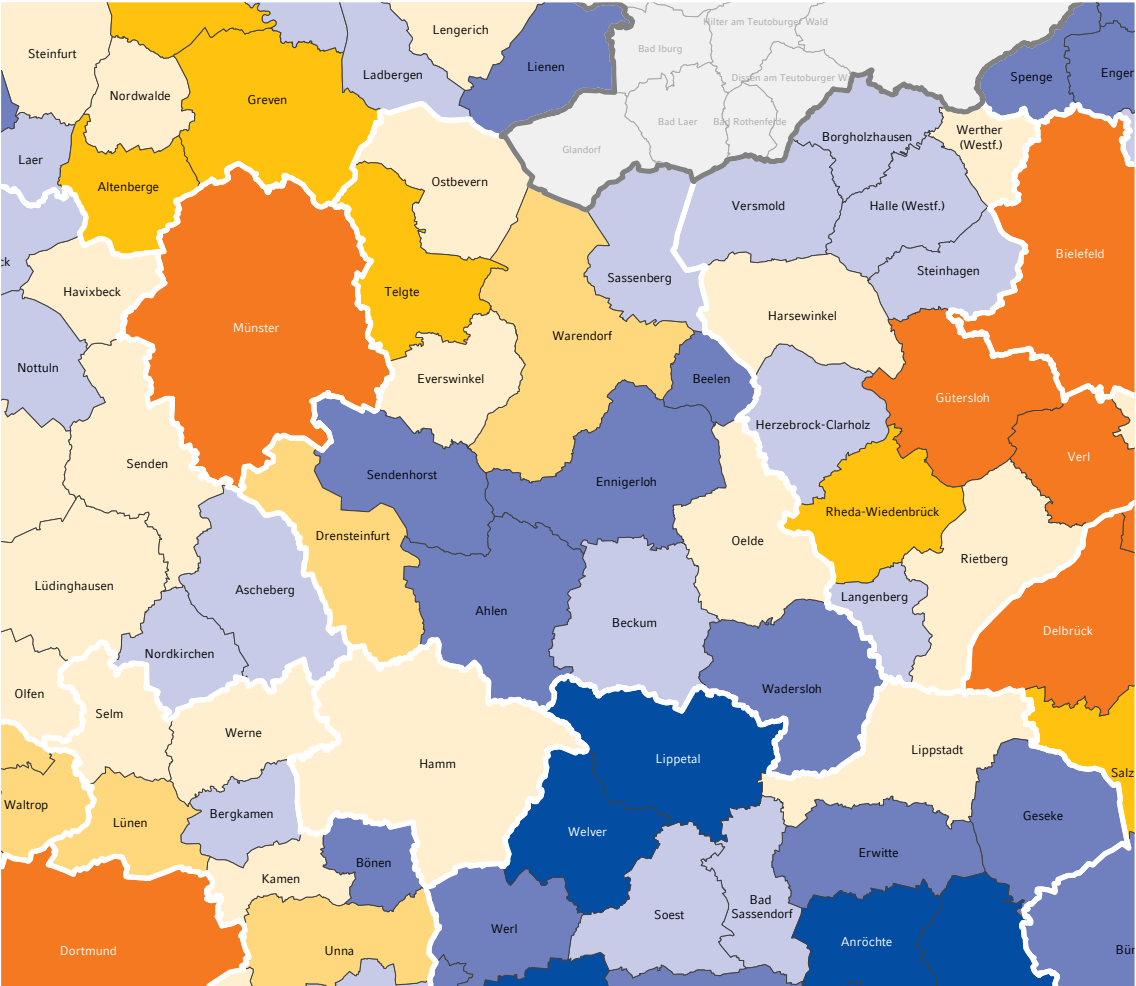 Hilter am Teutoburger Wald
Lengerich
Steinfurt
Bad Iburg
Lienen
Ladbergen
Spenge
Enger
Dissen am Teutoburger W
Nordwalde
Greven
Bad Laer
Bad Rothenfelde
Borgholzhausen
Werther
(Westf.)
Glandorf
Laer
Altenberge
Ostbevern
Versmold
Halle (Westf.)
Bielefeld
ck
Steinhagen
Sassenberg
Havixbeck
Telgte
Harsewinkel
Münster
Warendorf
Nottuln
Everswinkel
Beelen
Gütersloh
Herzebrock-Clarholz
Verl
Senden
Sendenhorst
Ennigerloh
Rheda-Wiedenbrück
Drensteinfurt
Oelde
Rietberg
Lüdinghausen
Ascheberg
Langenberg
Ahlen
Beckum
Delbrück
Nordkirchen
Wadersloh
Olfen
Selm
Werne
Lippstadt
Hamm
Lippetal
Salz
Waltrop
Bergkamen
Lünen
Geseke
Welver
Erwitte
Bönen
Kamen
Bad
Sassendorf
Soest
Werl
Anröchte
Dortmund
Unna
Bür